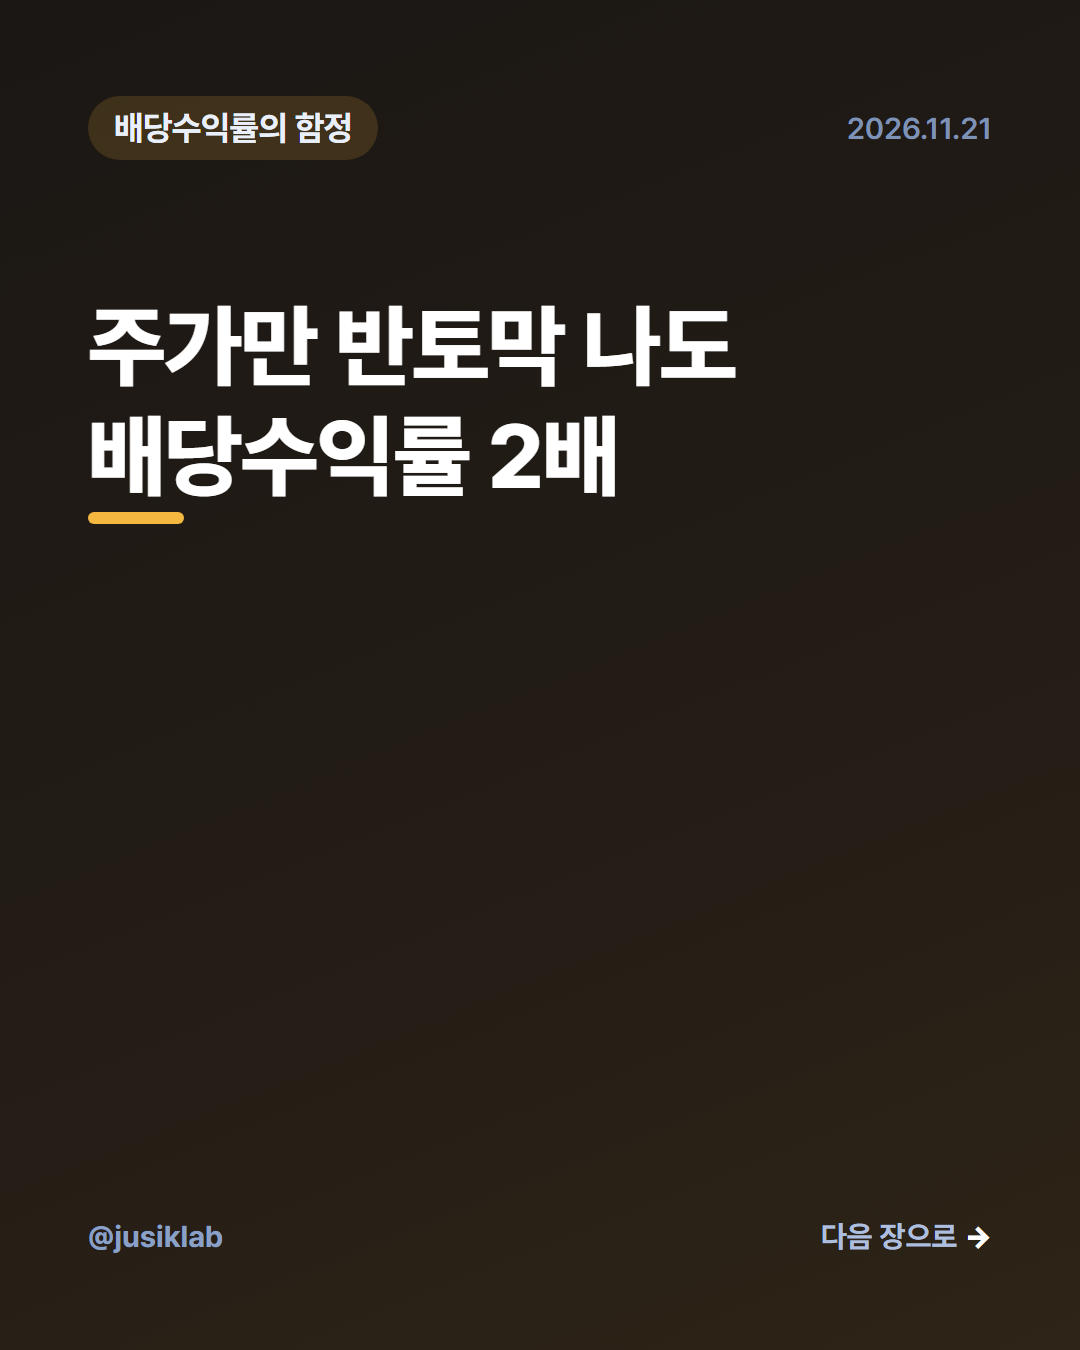 배당수익률의 함정
2026.11.21
주가만 반토막 나도
배당수익률 2배
@jusiklab
다음 장으로 →